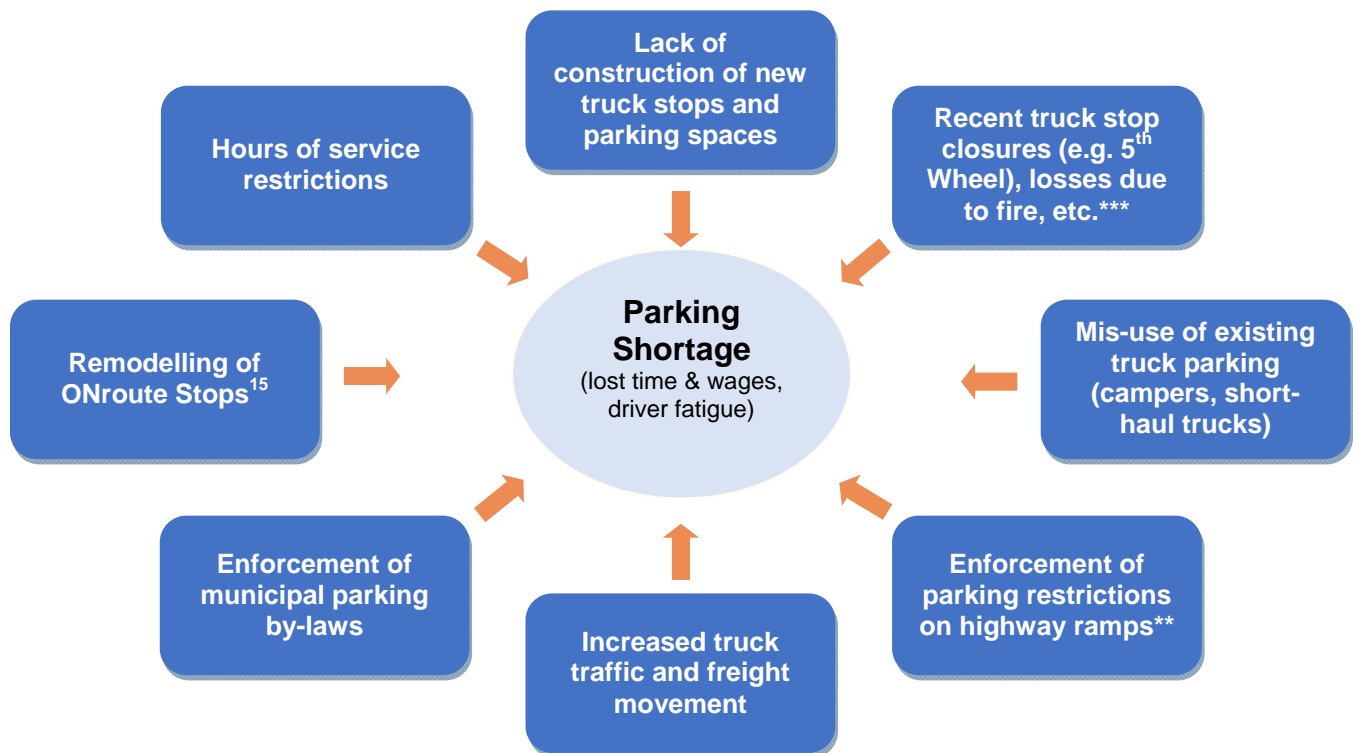 Lack of
construction of new
truck stops and
parking spaces
Hours of service
restrictions
Recent truck stop
closures (e.g. 5th
Wheel), losses due
to fire, etc.***
Parking
Shortage
(lost time & wages,
driver fatigue)
Remodelling of
ONroute Stops15
Mis-use of existing
truck parking
(campers, short-
haul trucks)
Enforcement of
municipal parking
by-laws
Increased truck
traffic and freight
movement
Enforcement of
parking restrictions
on highway ramps**